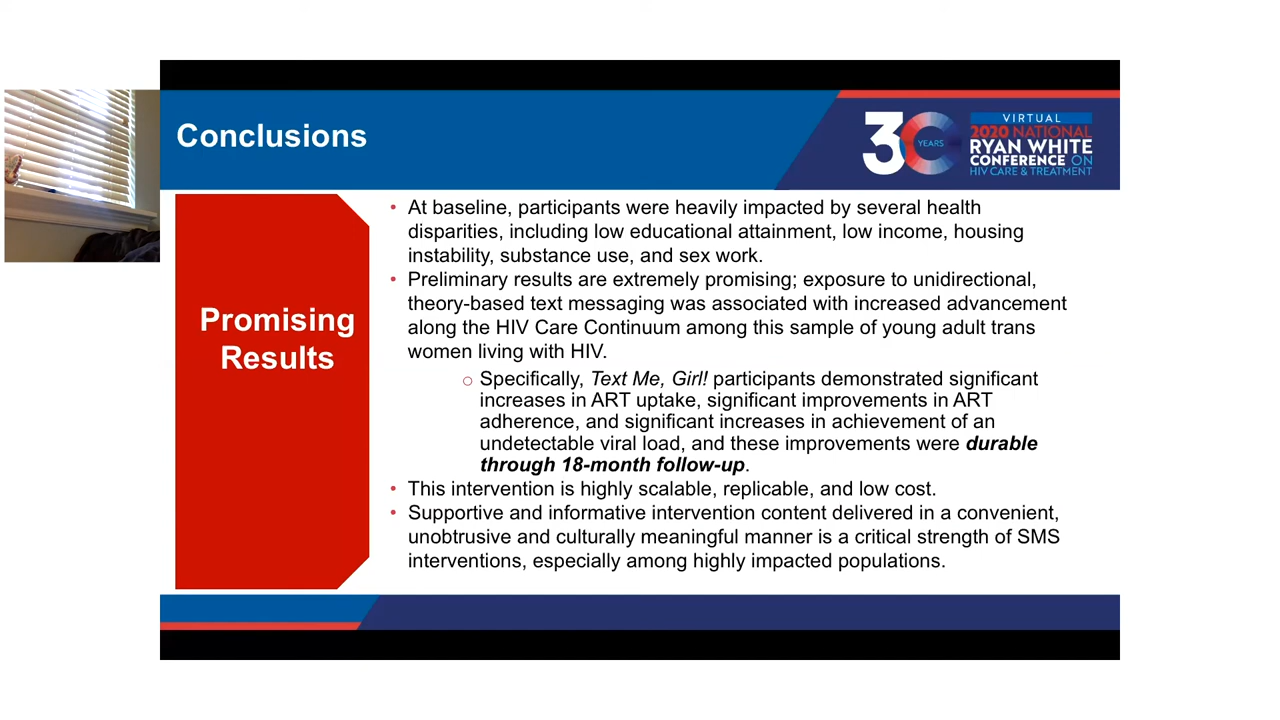 Conclusions
30
YEARS
VIRTUAL
2020 NATIONAL
RYAN WHITE
CONFERENCE ON
HIV CARE & TREATMENT
Promising
Results
• At baseline, participants were heavily impacted by several health
disparities, including low educational attainment, low income, housing
instability, substance use, and sex work.
• Preliminary results are extremely promising; exposure to unidirectional,
theory-based text messaging was associated with increased advancement
along the HIV Care Continuum among this sample of young adult trans
women living with HIV.
o Specifically, Text Me, Girl! participants demonstrated significant
increases in ART uptake, significant improvements in ART
adherence, and significant increases in achievement of an
undetectable viral load, and these improvements were durable
through 18-month follow-up.
• This intervention is highly scalable, replicable, and low cost.
• Supportive and informative intervention content delivered in a convenient,
unobtrusive and culturally meaningful manner is a critical strength of SMS
interventions, especially among highly impacted populations.